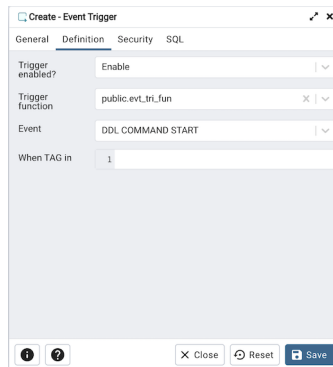 Create - Event Trigger
General Definition Security SQL
Trigger enabled?
Enable
Trigger function
public.evt_tri_fun
Event
DDL COMMAND START
When TAG in
1
Close Reset Save